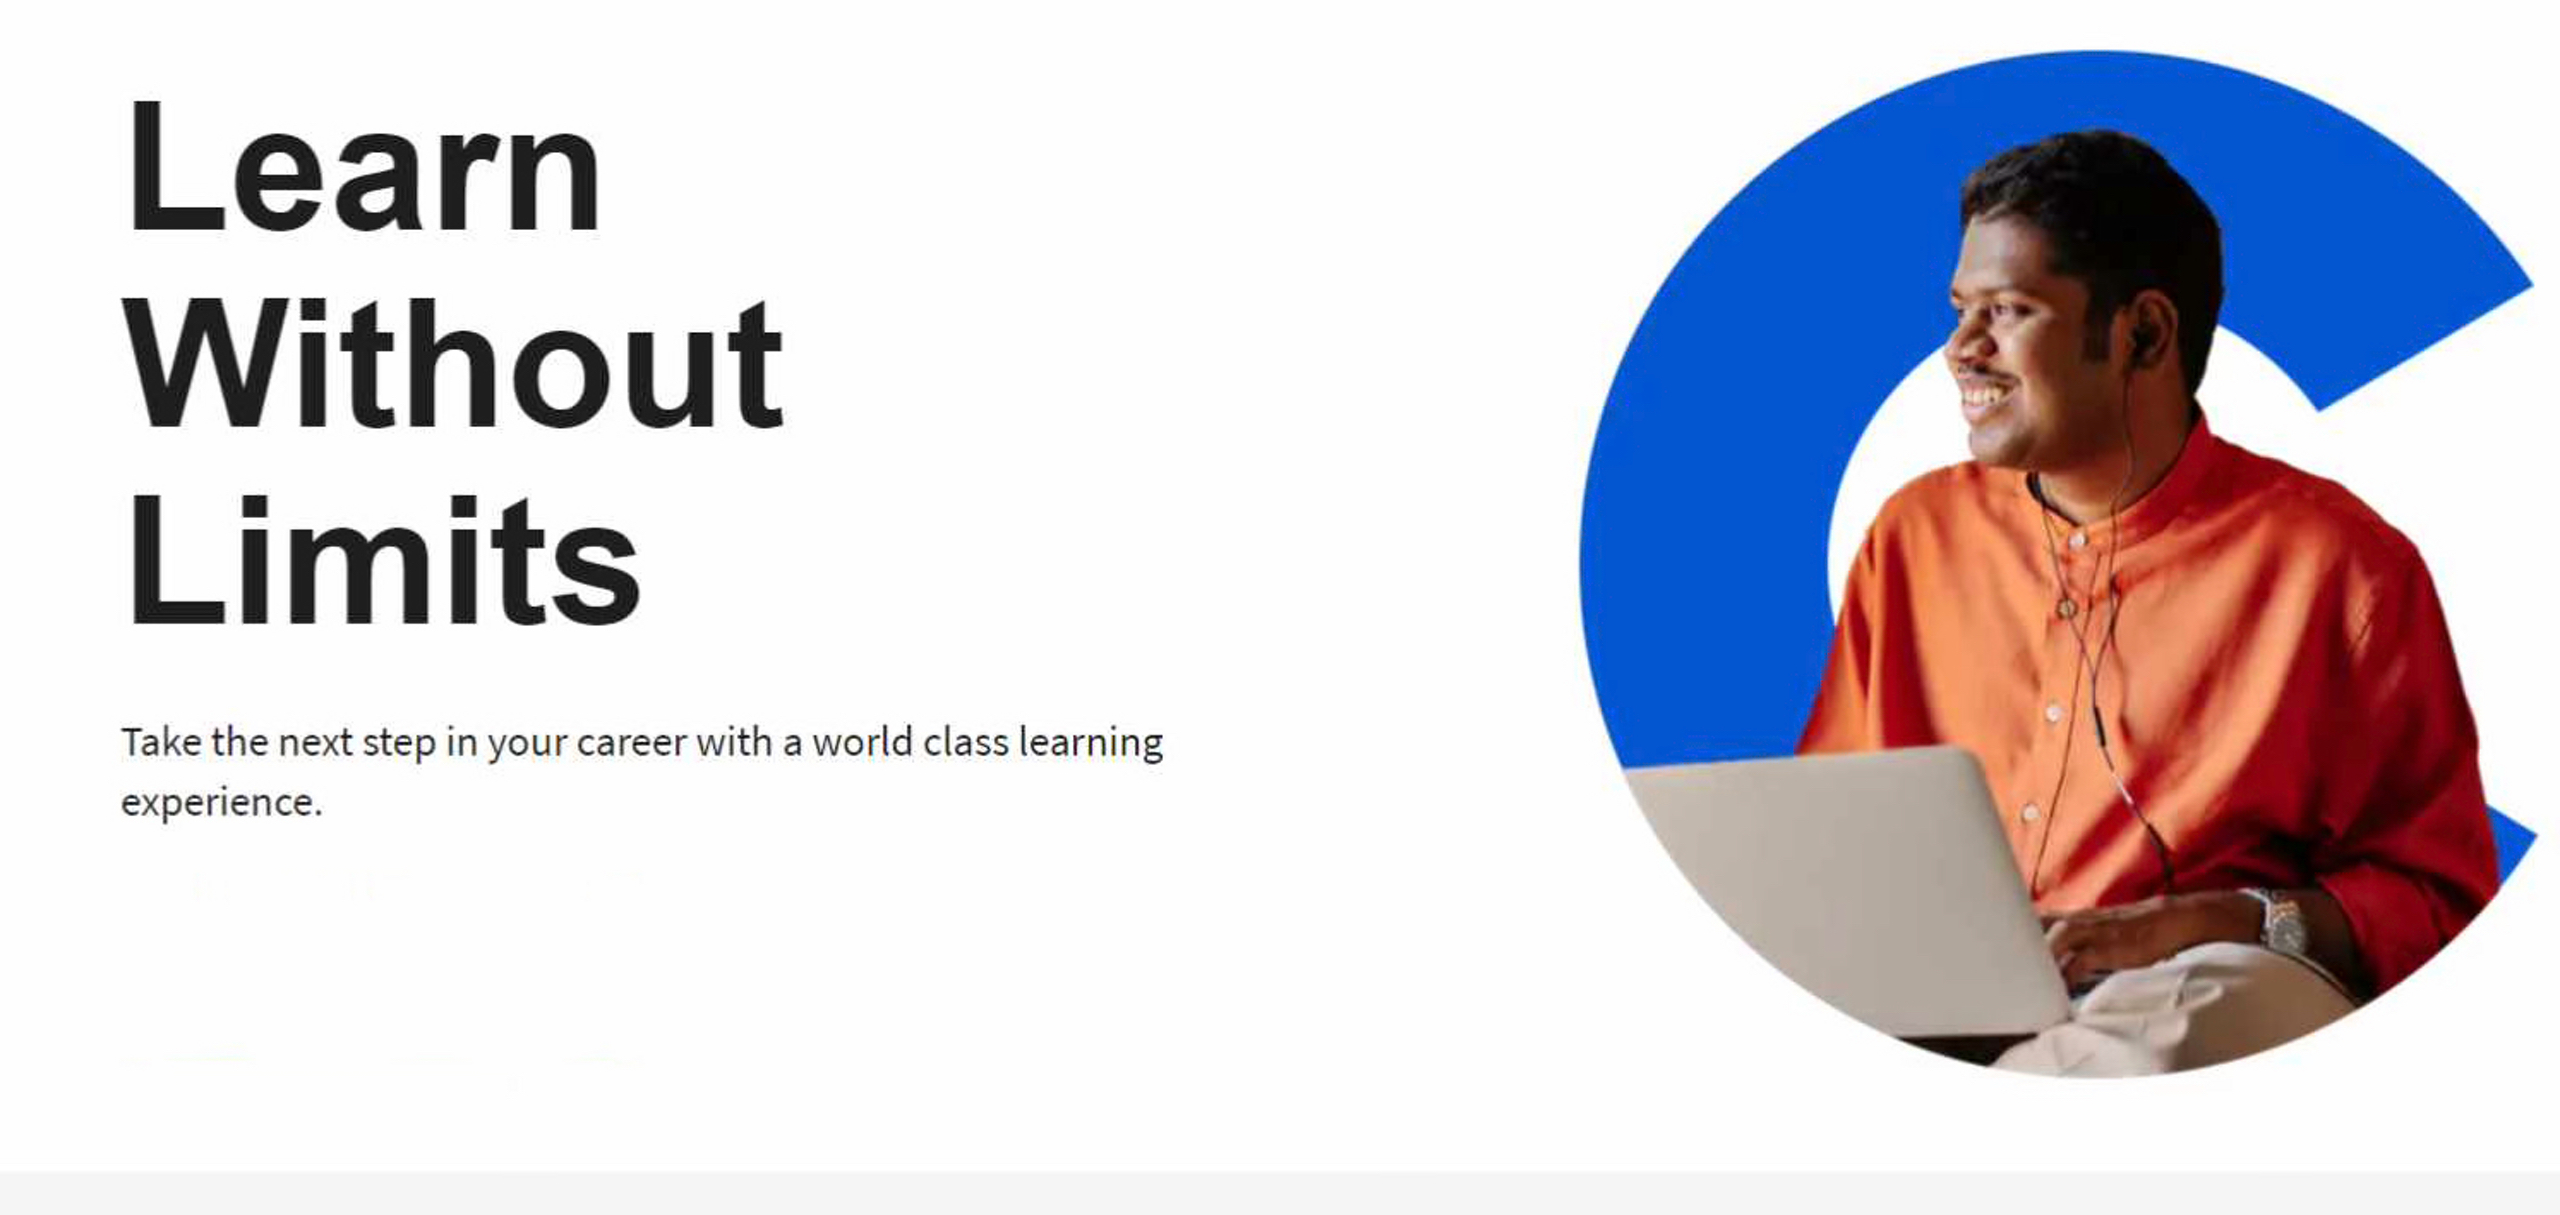 Learn
Without
Limits
Take the next step in your career with a world class learning
experience.